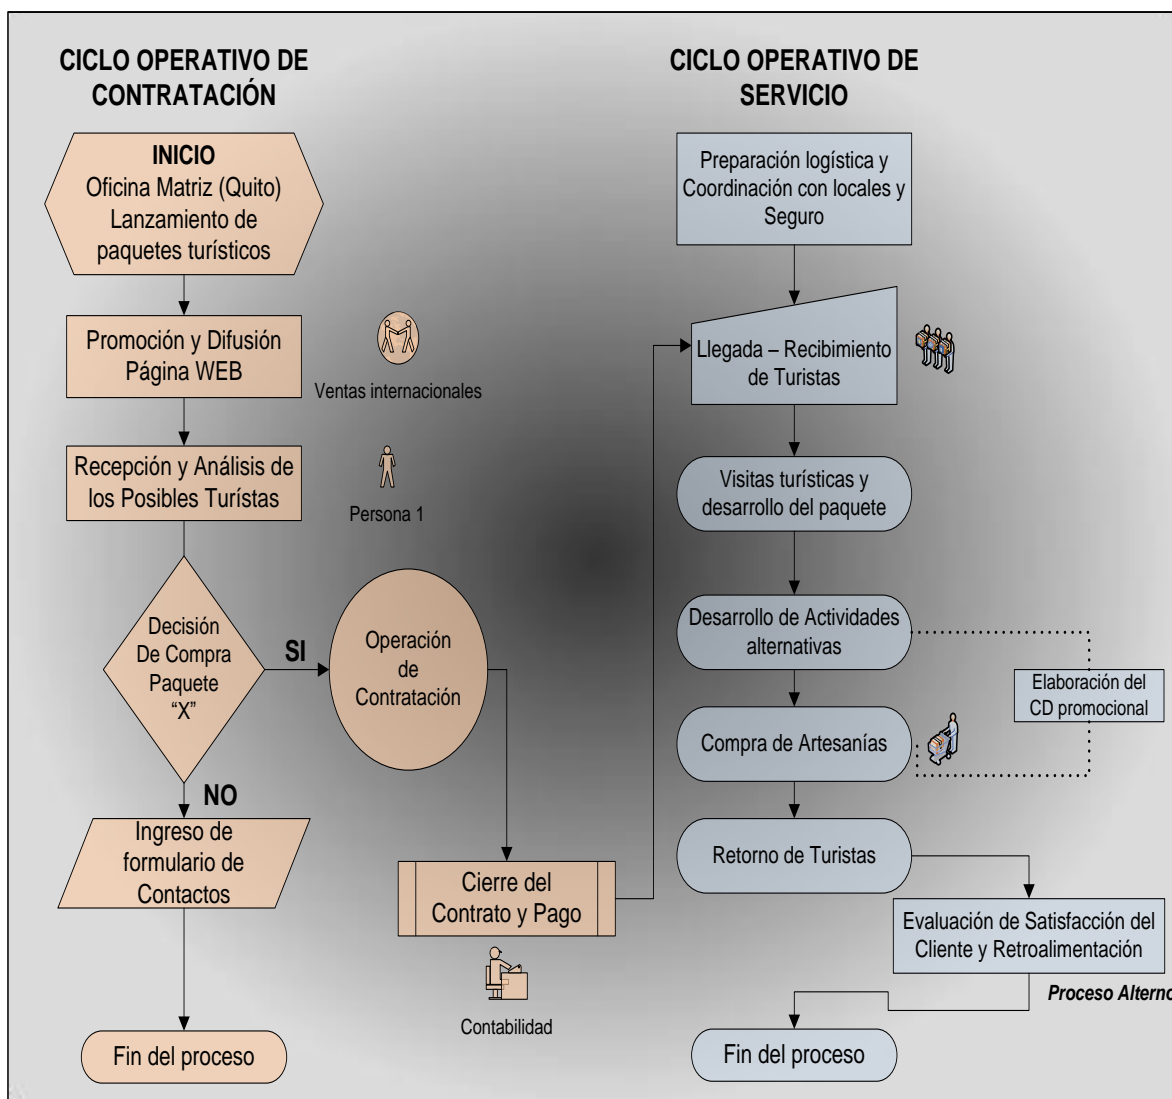 CICLO OPERATIVO DE
CONTRATACIÓN
INICIO
Oficina Matriz (Quito)
Lanzamiento de
paquetes turísticos
Promoción y Difusión
Página WEB
Ventas internacionales
Recepción y Análisis de
los Posibles Turístas
Persona 1
Decisión
De Compra
Paquete
“X”
SI
Operación
de
Contratación
NO
Ingreso de
formulario de
Contactos
Cierre del
Contrato y Pago
Contabilidad
Fin del proceso
CICLO OPERATIVO DE
SERVICIO
Preparación logística y
Coordinación con locales y
Seguro
Llegada – Recibimiento
de Turistas
Visitas turísticas y
desarrollo del paquete
Desarrollo de Actividades
alternativas
Elaboración del
CD promocional
Compra de Artesanías
Retorno de Turistas
Evaluación de Satisfacción del
Cliente y Retroalimentación
Proceso Alterno
Fin del proceso